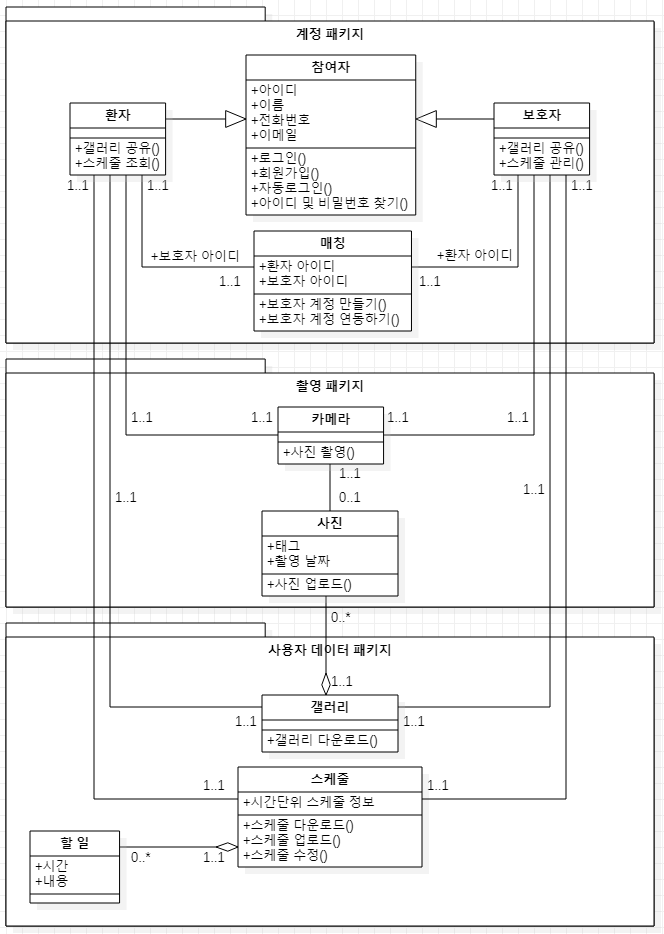 계정 패키지
참여자
+아이디
+이름
+전화번호
+이메일
+로그인()
+회원가입()
+자동로그인()
+아이디 및 비밀번호 찾기()
환자
+갤러리 공유()
+스케줄 조회()
보호자
+갤러리 공유()
+스케줄 관리()
1..1
1..1
1..1
1..1
매칭
+환자 아이디
+보호자 아이디
+보호자 계정 만들기()
+보호자 계정 연동하기()
+보호자 아이디
1..1
+환자 아이디
1..1
촬영 패키지
카메라
+사진 촬영()
1..1
1..1
1..1
1..1
1..1
0..1
1..1
1..1
사진
+태그
+촬영 날짜
+사진 업로드()
0..*
사용자 데이터 패키지
1..1
갤러리
+갤러리 다운로드()
1..1
1..1
스케줄
+시간단위 스케줄 정보
+스케줄 다운로드()
+스케줄 업로드()
+스케줄 수정()
1..1
1..1
할 일
+시간
+내용
0..*
1..1